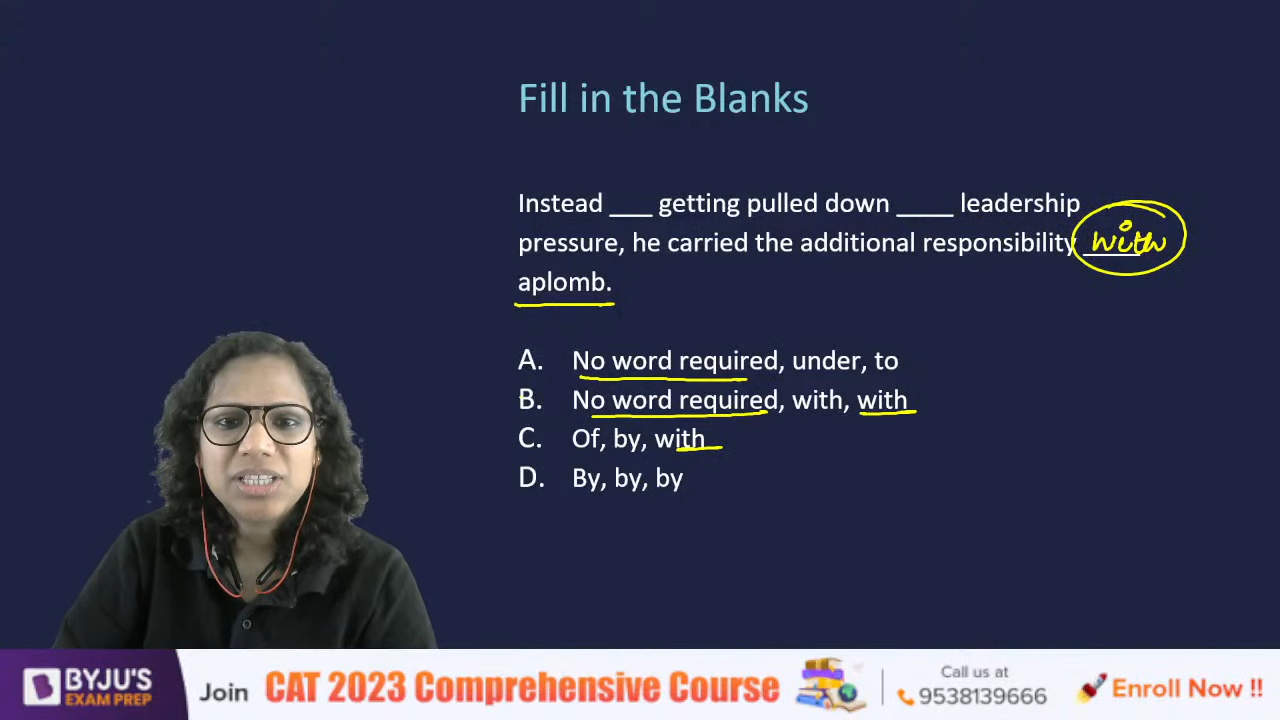 Fill in the Blanks
Instead ___ getting pulled down ____ leadership
pressure, he carried the additional responsibility ____ with
aplomb.
A. No word required, under, to
B. No word required, with, with
C. Of, by, with
D. By, by, by
BYJU'S
EXAM PREP
Join CAT 2023 Comprehensive Course
Call us at
9538139666
Enroll Now !!